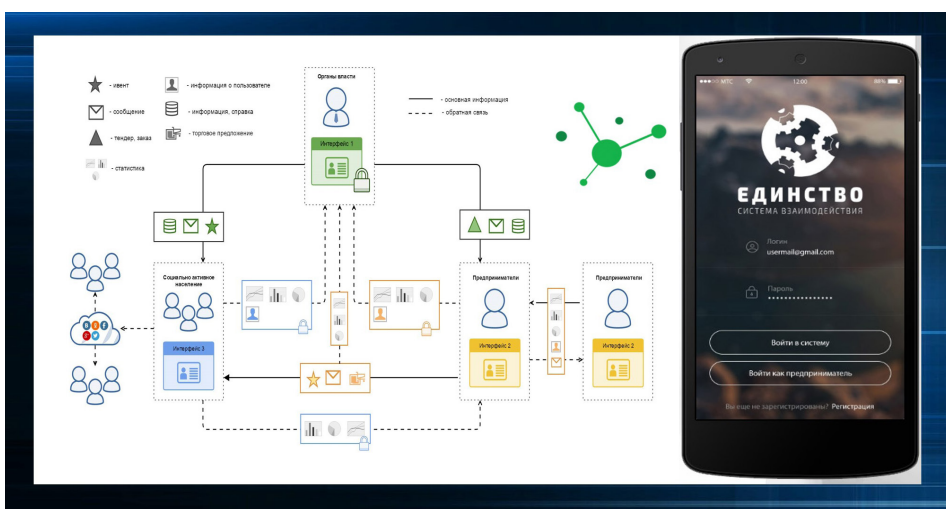 Органы власти
- ивент
- информация о пользователе
- основная информация
- сообщение
- информация, справка
- обратная связь
- тендер, заказ
- торговое предложение
- статистика
Интерфейс 1
Социально активное
население
Предприниматели
Предприниматели
Интерфейс 3
Интерфейс 2
Интерфейс 2
МТС
12:00
88%
ЕДИНСТВО
СИСТЕМА ВЗАИМОДЕЙСТВИЯ
Логин
usermail@gmail.com
Пароль
****************
Войти в систему
Войти как предприниматель
Вы еще не зарегистрированы? Регистрация